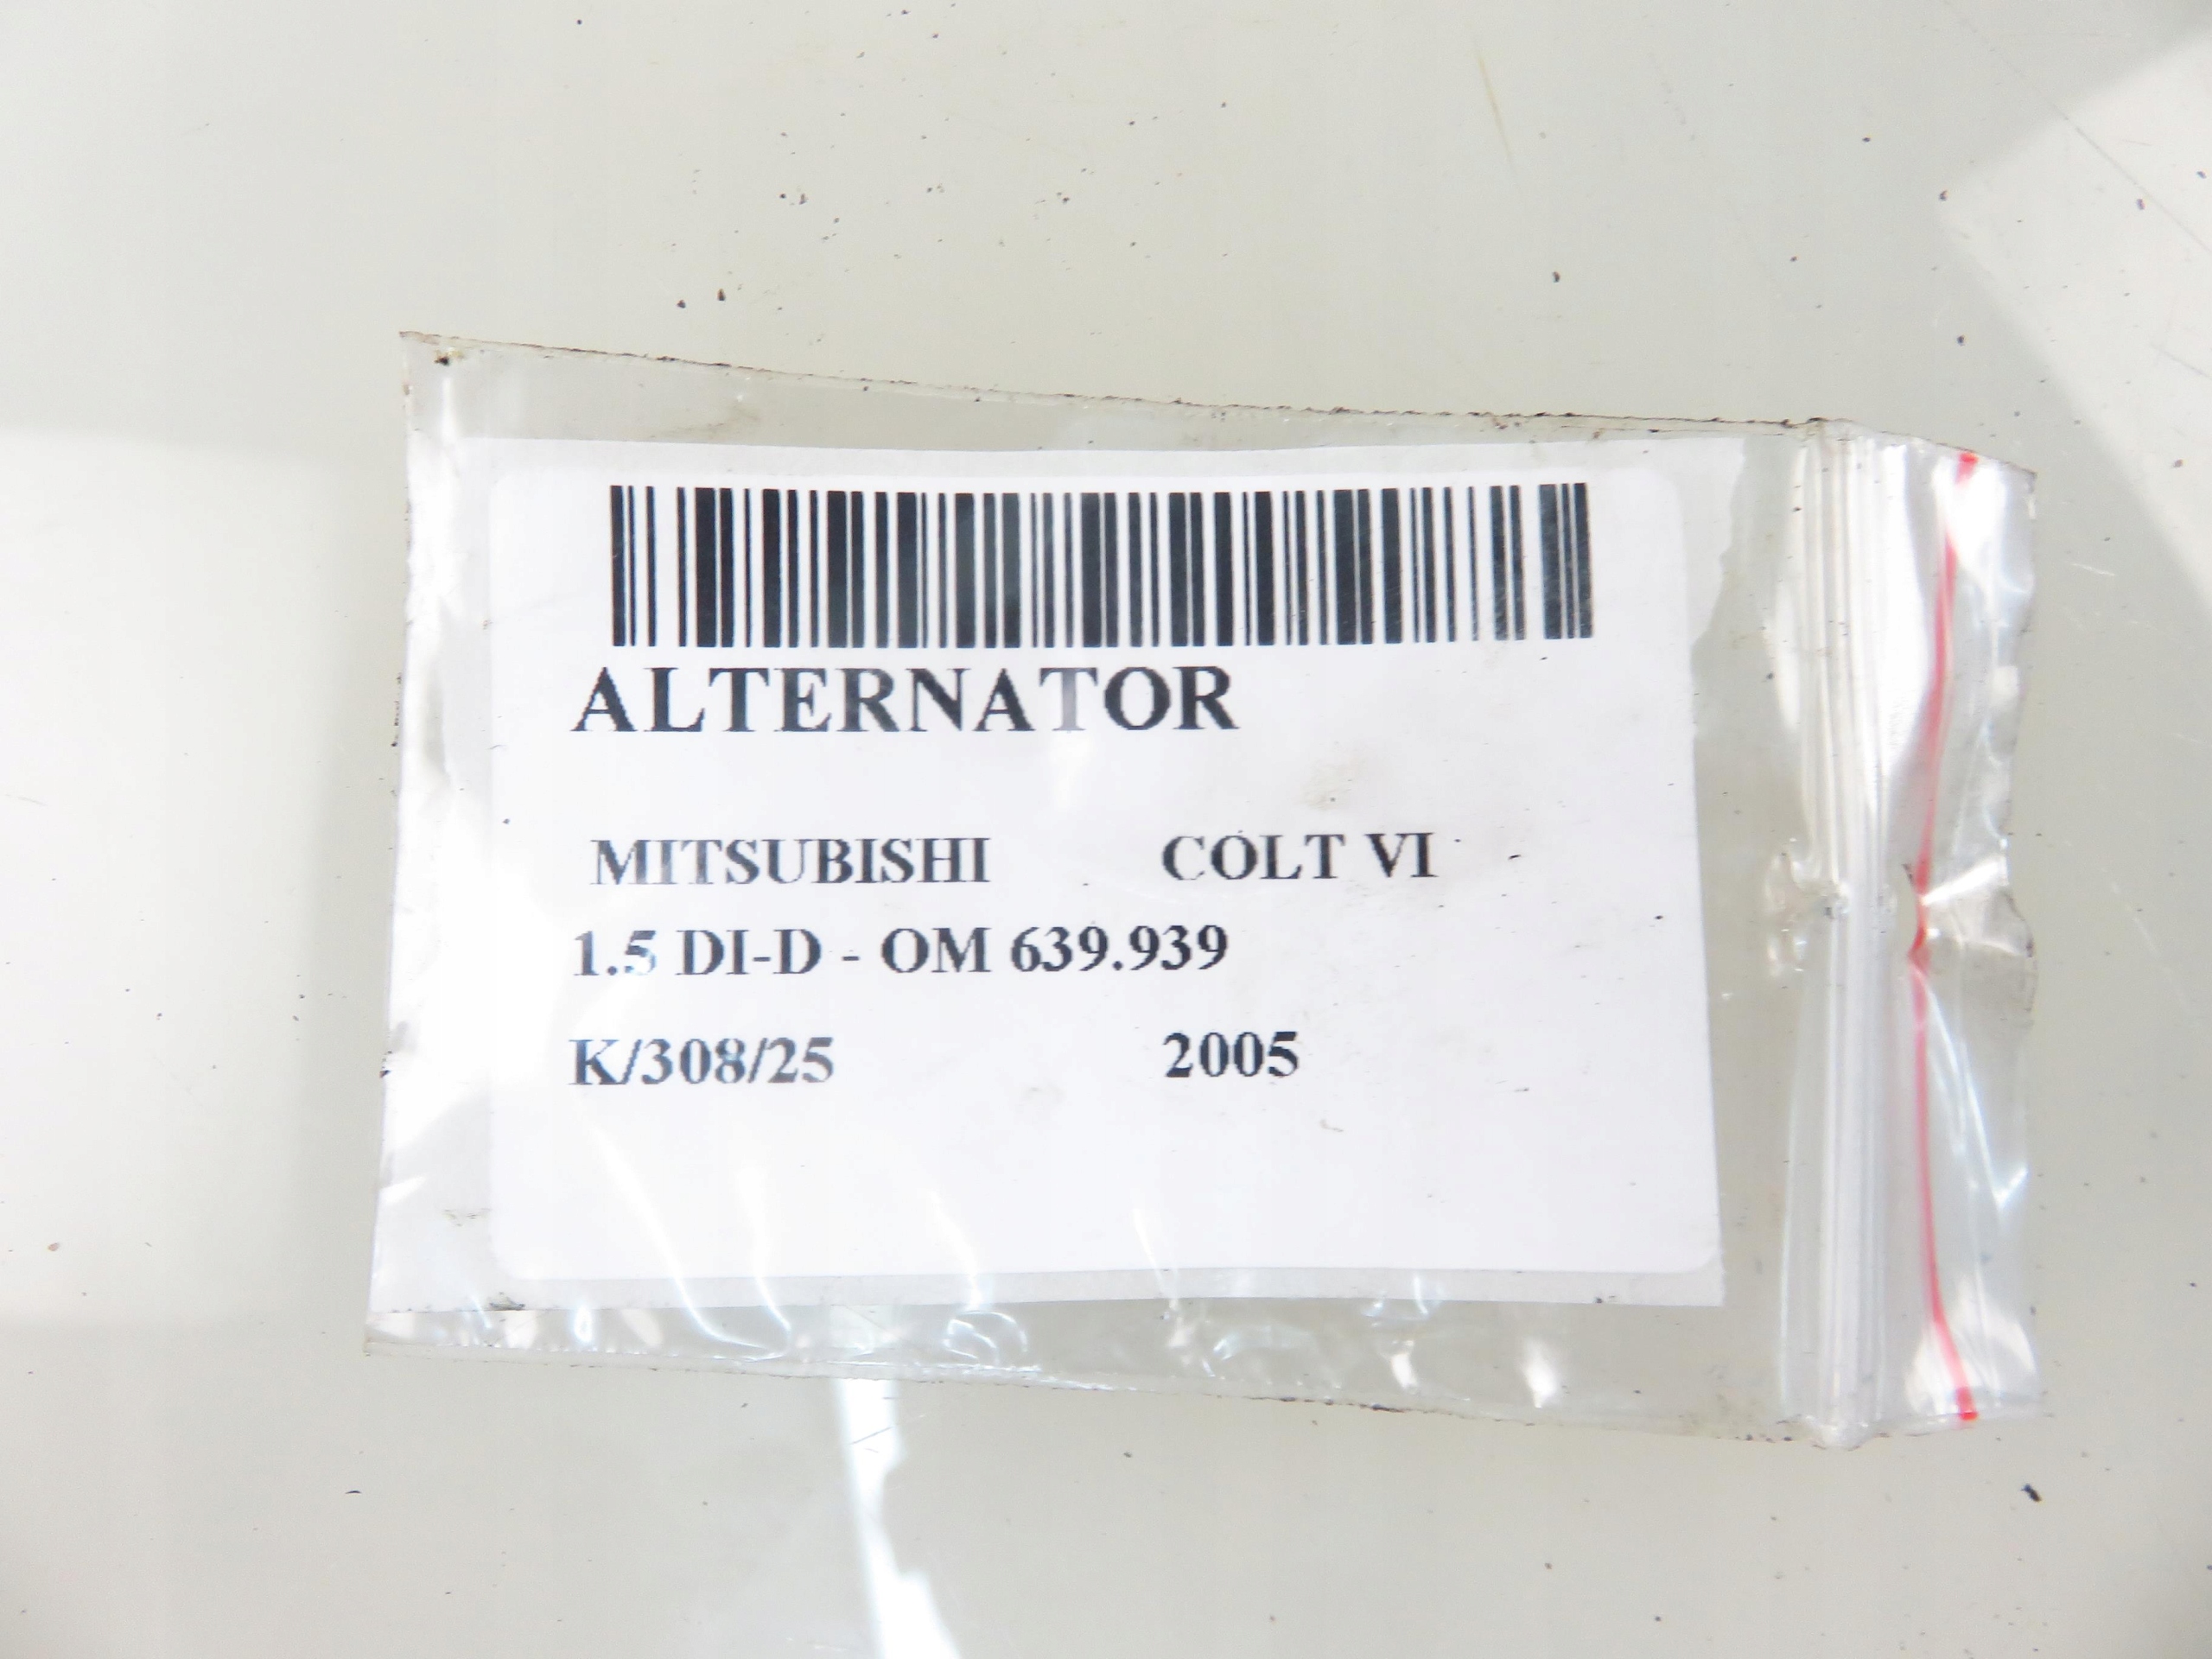 ALTERNATOR
MITSUBISHI COLT VI
1.5 DI-D - OM 639.939
K/308/25 2005